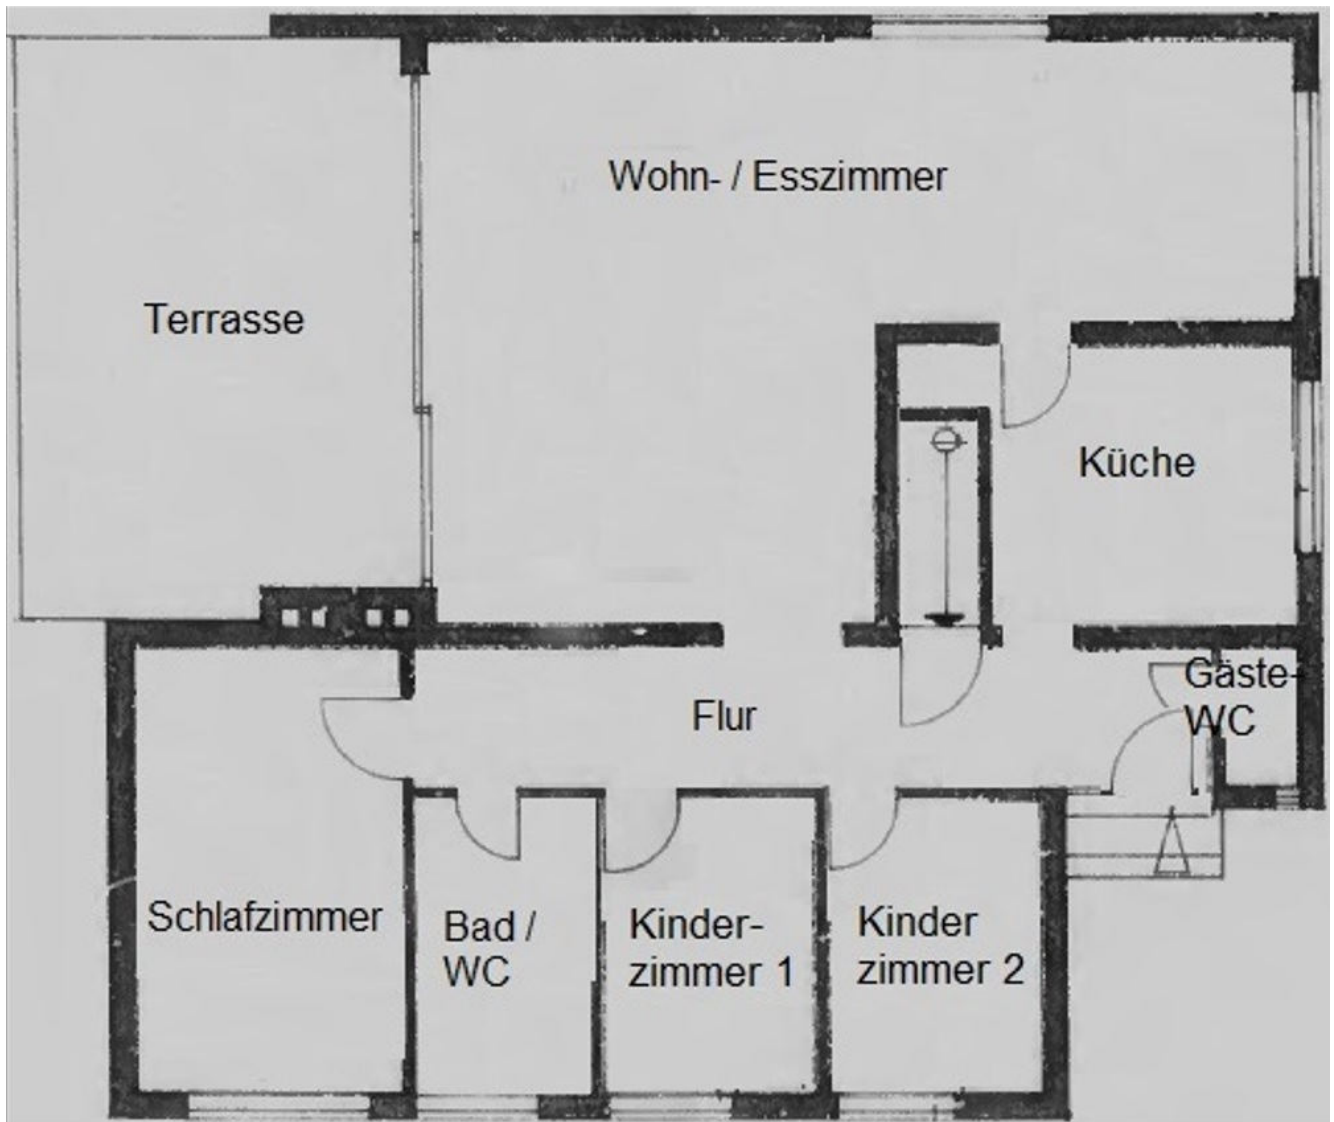 Wohn- / Esszimmer
Terrasse
Küche
Gäste-
WC
Flur
Schlafzimmer
Bad /
WC
Kinder-
zimmer 1
Kinder
zimmer 2